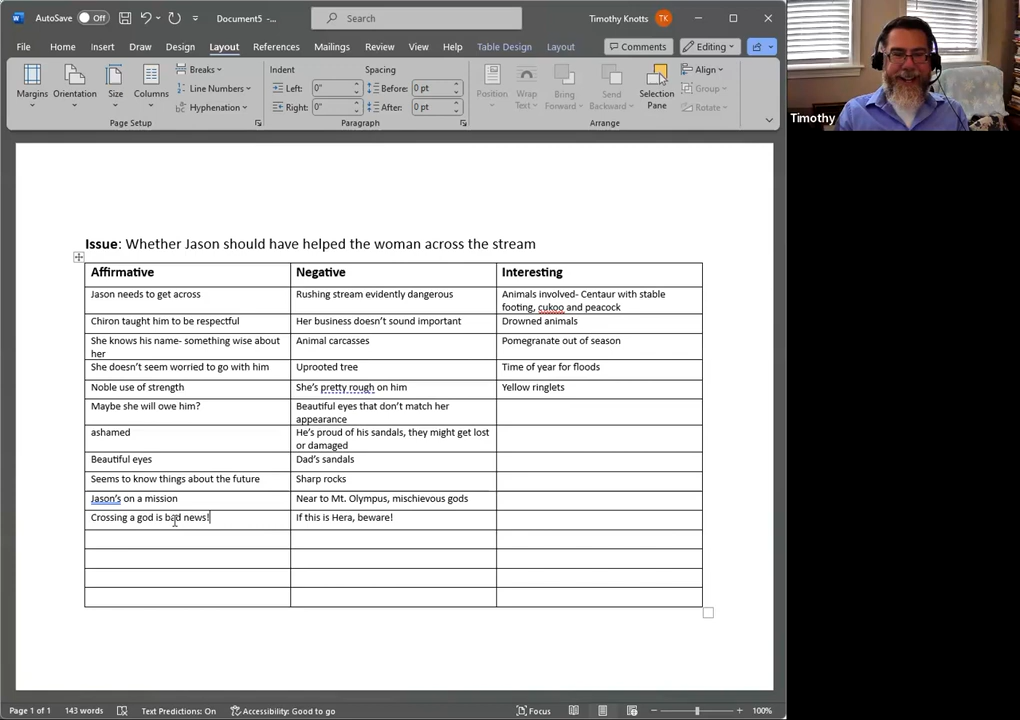 AutoSave Off Document5 -... Search Timothy Knotts TK
File Home Insert Draw Design Layout References Mailings Review View Help Table Design Layout Comments Editing
Margins Orientation Size Columns Breaks Line Numbers Hyphenation Indent Left: 0" Right: 0" Spacing Before: 0 pt After: 0 pt Position Wrap Text Bring Forward Send Backward Selection Pane Align Group Rotate
Page Setup Paragraph Arrange
Timothy
Issue: Whether Jason should have helped the woman across the stream
Affirmative Negative Interesting
Jason needs to get across Rushing stream evidently dangerous Animals involved- Centaur with stable
footing, cukoo and peacock
Chiron taught him to be respectful Her business doesn't sound important Drowned animals
She knows his name- something wise about Animal carcasses Pomegranate out of season
her
She doesn't seem worried to go with him Uprooted tree Time of year for floods
Noble use of strength She's pretty rough on him Yellow ringlets
Maybe she will owe him? Beautiful eyes that don't match her
appearance
ashamed He's proud of his sandals, they might get lost
or damaged
Beautiful eyes Dad's sandals
Seems to know things about the future Sharp rocks
Jason's on a mission Near to Mt. Olympus, mischievous gods
Crossing a god is bad news! If this is Hera, beware!
Page 1 of 1 143 words Text Predictions: On Accessibility: Good to go Focus 100%